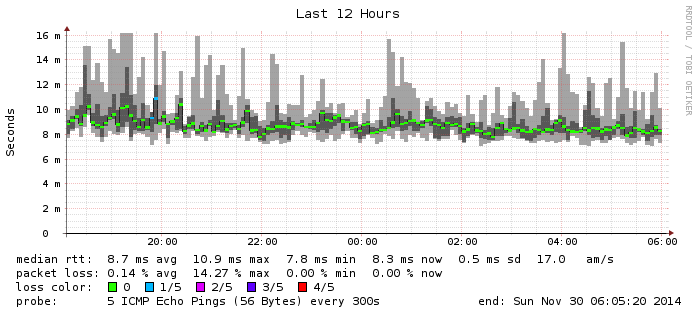 Last 12 Hours
RRDTOOL / TOBI OETIKER
Seconds
16 m
14 m
12 m
10 m
8 m
6 m
4 m
2 m
0
20:00 22:00 00:00 02:00 04:00 06:00
median rtt: 8.7 ms avg 10.9 ms max 7.8 ms min 8.3 ms now 0.5 ms sd 17.0 am/s
packet loss: 0.14 % avg 14.27 % max 0.00 % min 0.00 % now
loss color: 0 1/5 2/5 3/5 4/5
probe: 5 ICMP Echo Pings (56 Bytes) every 300s end: Sun Nov 30 06:05:20 2014